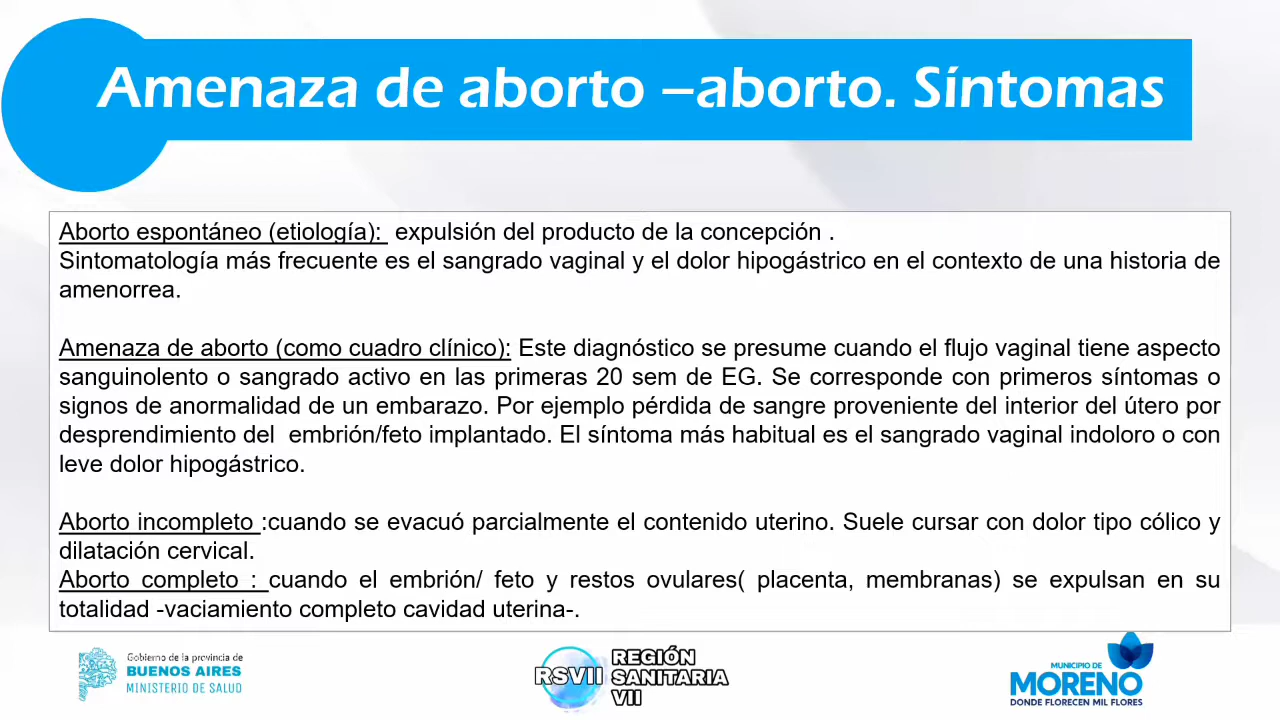 Amenaza de aborto –aborto. Síntomas
Aborto espontáneo (etiología): expulsión del producto de la concepción .
Sintomatología más frecuente es el sangrado vaginal y el dolor hipogástrico en el contexto de una historia de
amenorrea.
Amenaza de aborto (como cuadro clínico): Este diagnóstico se presume cuando el flujo vaginal tiene aspecto
sanguinolento o sangrado activo en las primeras 20 sem de EG. Se corresponde con primeros síntomas o
signos de anormalidad de un embarazo. Por ejemplo pérdida de sangre proveniente del interior del útero por
desprendimiento del embrión/feto implantado. El síntoma más habitual es el sangrado vaginal indoloro o con
leve dolor hipogástrico.
Aborto incompleto :cuando se evacuó parcialmente el contenido uterino. Suele cursar con dolor tipo cólico y
dilatación cervical.
Aborto completo : cuando el embrión/ feto y restos ovulares( placenta, membranas) se expulsan en su
totalidad -vaciamiento completo cavidad uterina-.
Gobierno de la provincia de
BUENOS AIRES
MINISTERIO DE SALUD
RSVII
REGIÓN
SANITARIA
VII
MUNICIPIO DE
MORENO
DONDE FLORECEN MIL FLORES